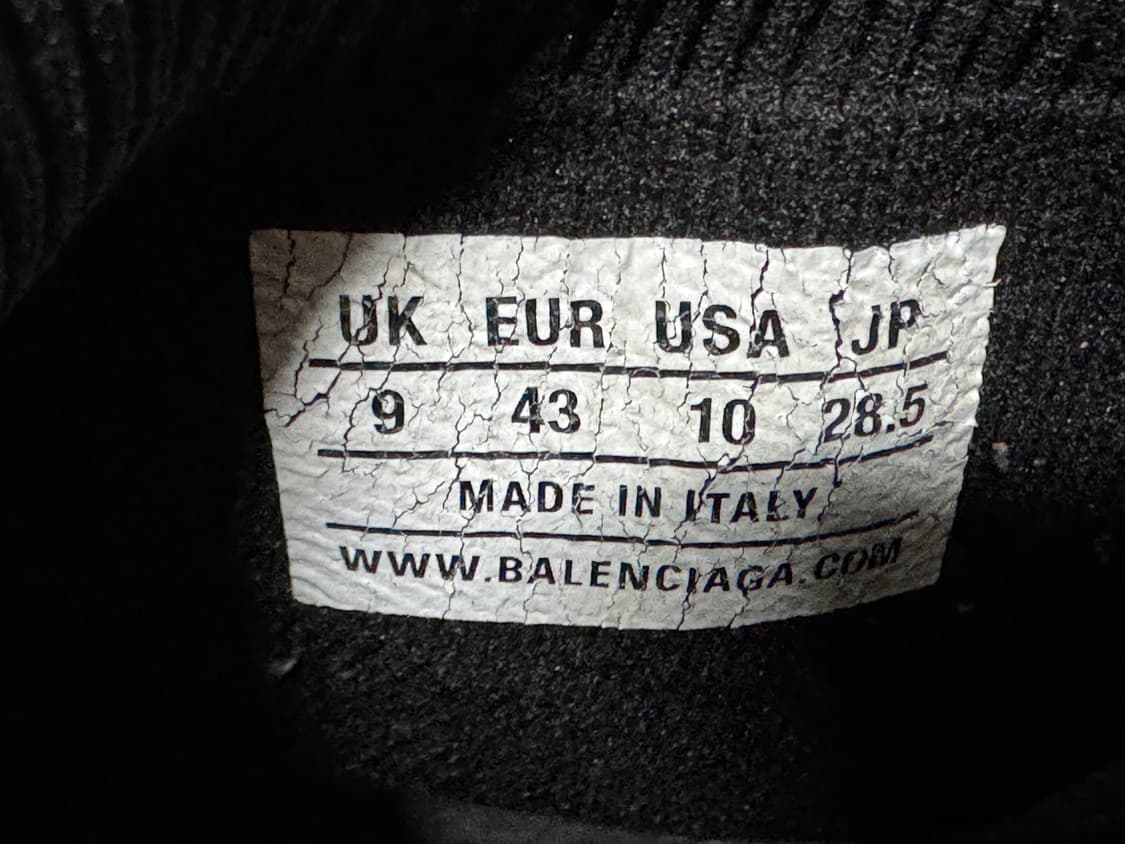 UK EUR USA JP
9 43 10 28.5
MADE IN ITALY
WWW.BALENCIAGA.COM